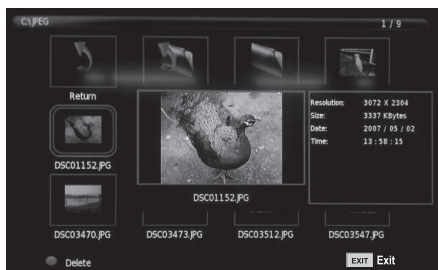 C:\JPEG
1 / 9
Return
Resolution: 3072 X 2304
Size: 3337 KBytes
Date: 2007 / 05 / 02
Time: 13 : 58 : 15
DSC01152.JPG
DSC01152.JPG
DSC03470.JPG DSC03473.JPG DSC03512.JPG DSC03547.JPG
Delete
EXIT Exit